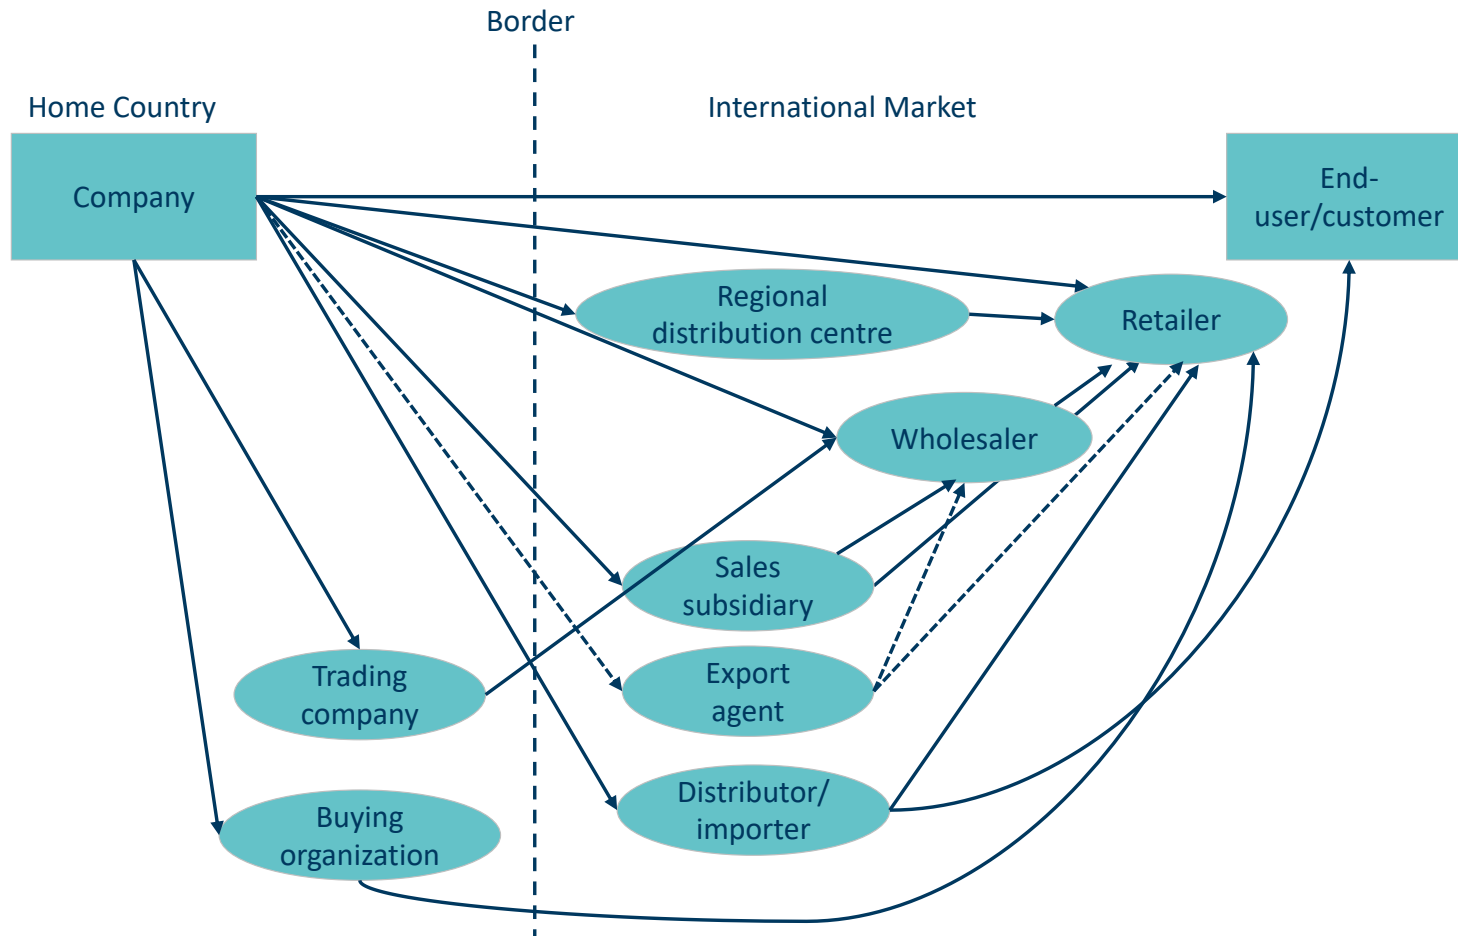 Border
Home Country
International Market
Company
End-
user/customer
Regional
distribution centre
Retailer
Wholesaler
Sales
subsidiary
Trading
company
Export
agent
Distributor/
importer
Buying
organization